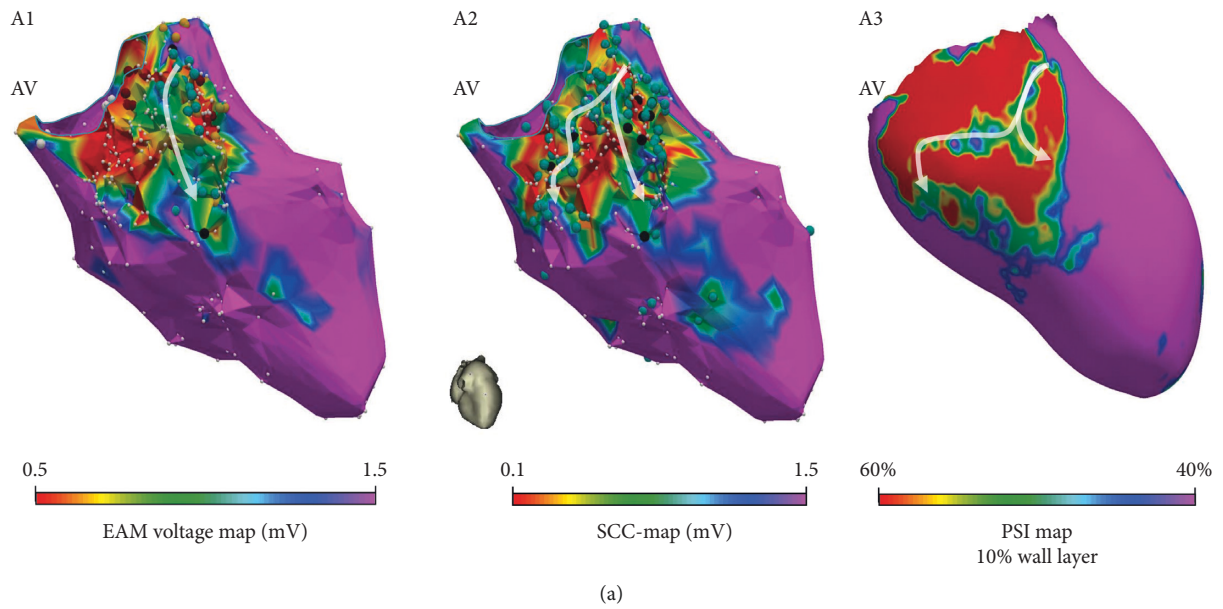 A1
A2
A3
AV
AV
AV
0.5
1.5
0.1
1.5
60%
40%
EAM voltage map (mV)
SCC-map (mV)
PSI map
10% wall layer
(a)